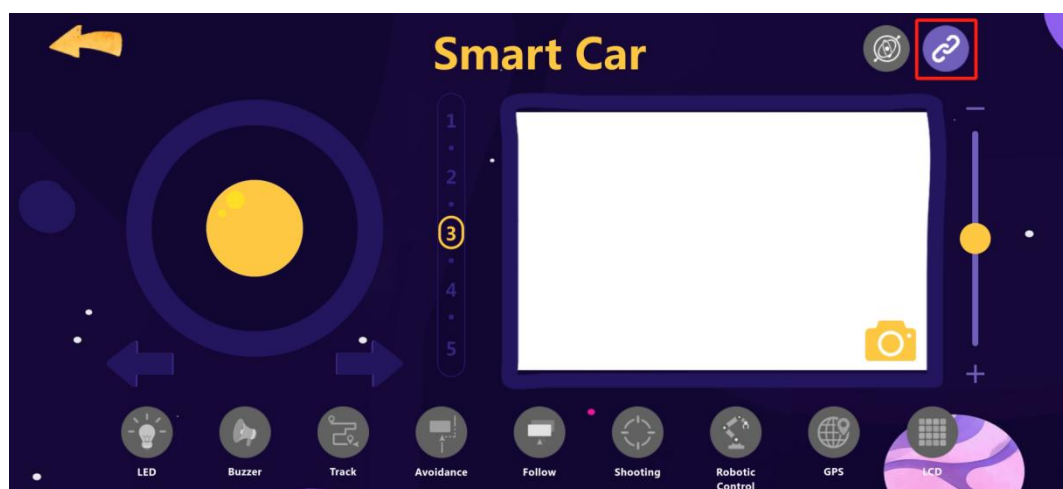 Smart Car
1
2
3
4
5
−
+
LED
Buzzer
Track
Avoidance
Follow
Shooting
Robotic
Control
GPS
LCD